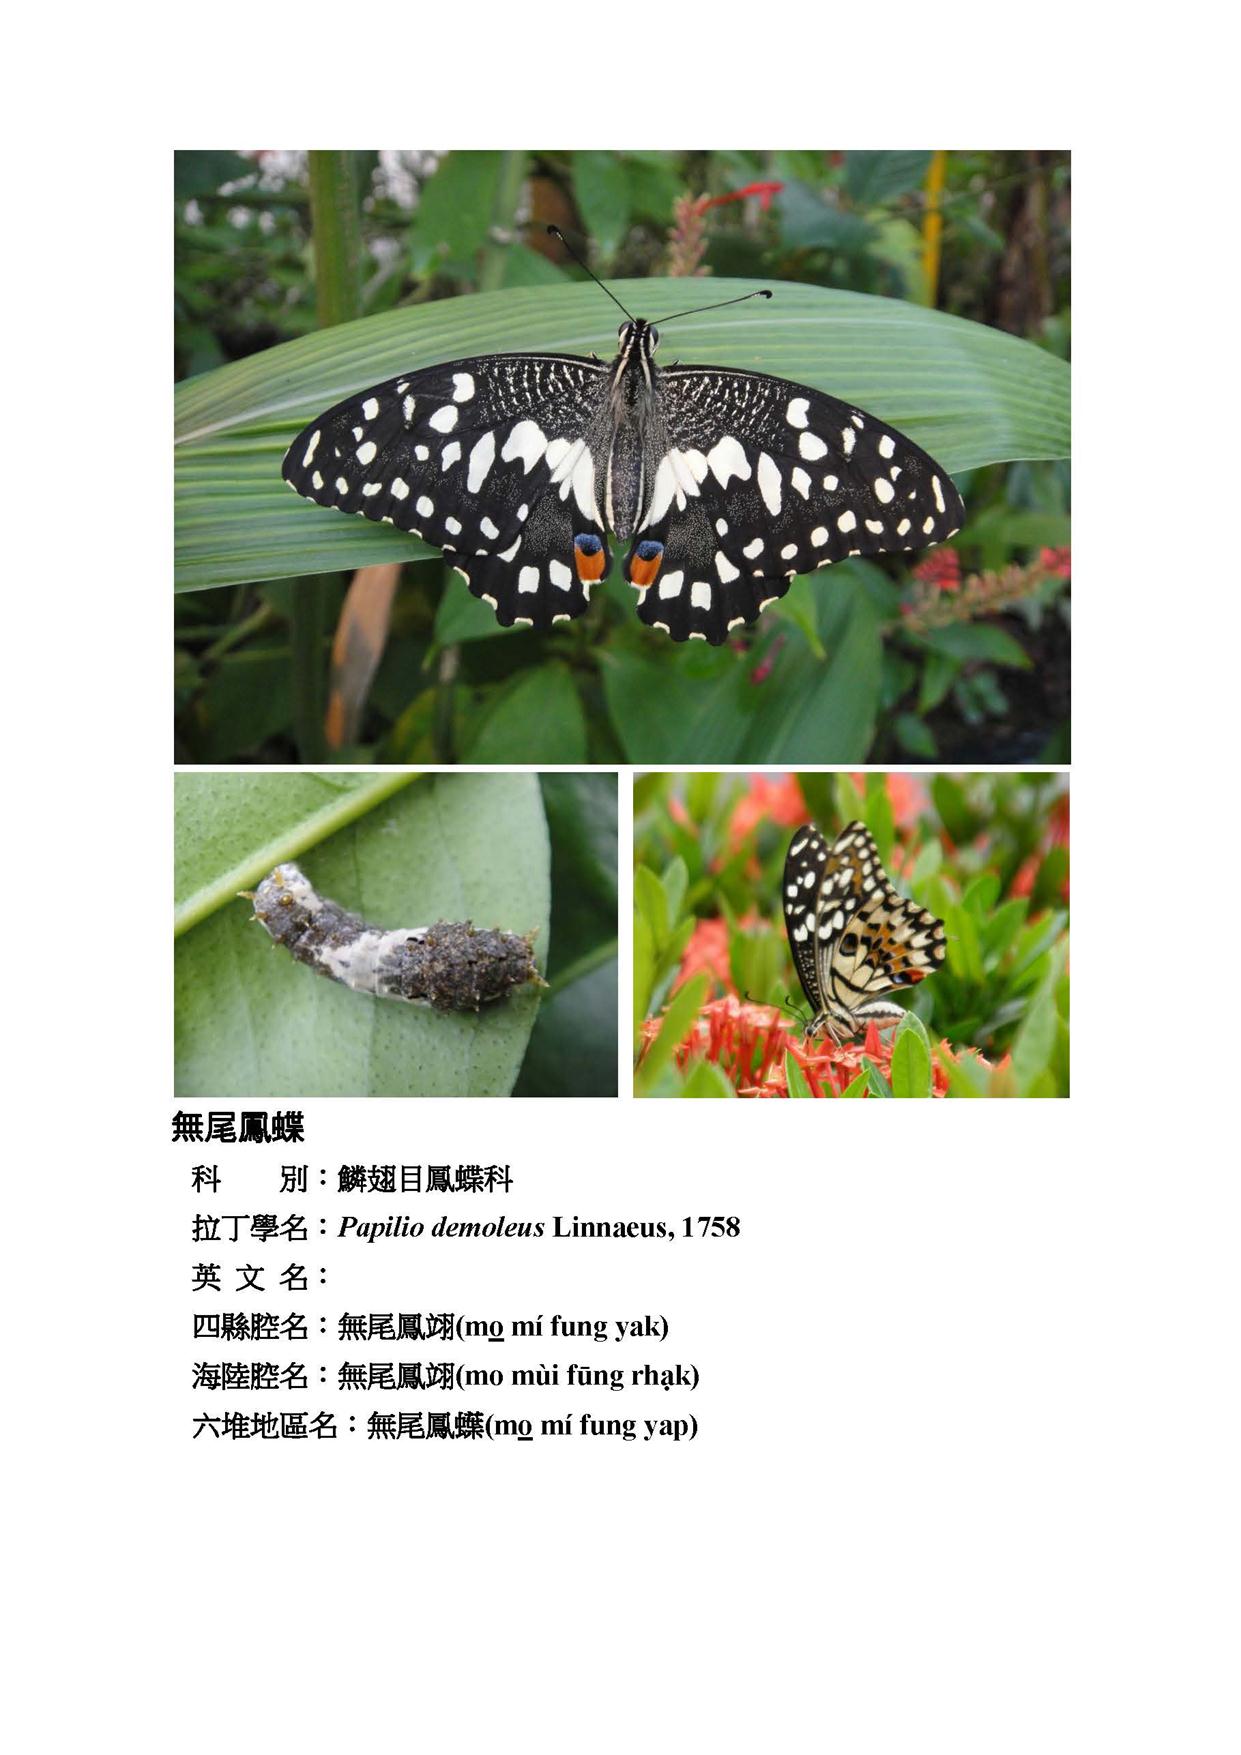 無尾鳳蝶
科　　別：鱗翅目鳳蝶科
拉丁學名：Papilio demoleus Linnaeus, 1758
英 文 名：
四縣腔名：無尾鳳翊(mo̲ mí fung yak)
海陸腔名：無尾鳳翊(mo mùi fūng rhạk)
六堆地區名：無尾鳳蠂(mo̲ mí fung yap)